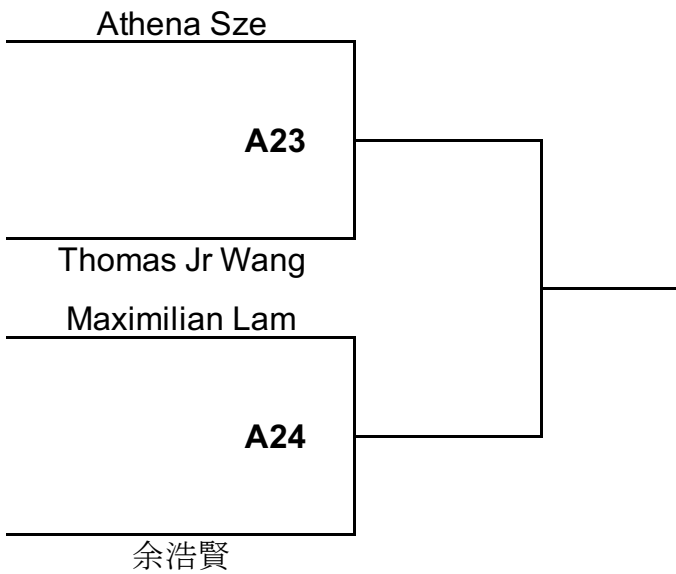 Athena Sze
A23
Thomas Jr Wang
Maximilian Lam
A24
余浩賢